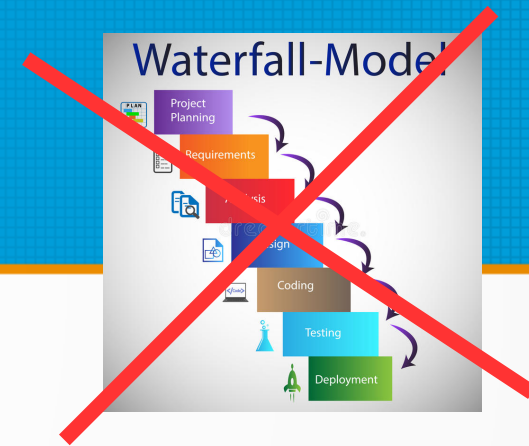 Waterfall-Model
PLAN
Project
Planning
Requirements
Coding
Testing
Deployment